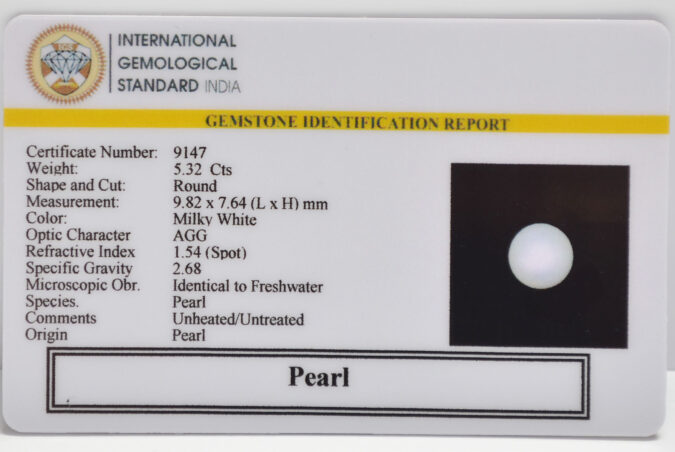 INTERNATIONAL
GEMOLOGICAL
STANDARD INDIA
GEMSTONE IDENTIFICATION REPORT
Certificate Number: 9147
Weight: 5.32 Cts
Shape and Cut: Round
Measurement: 9.82 x 7.64 (L x H) mm
Color: Milky White
Optic Character AGG
Refractive Index 1.54 (Spot)
Specific Gravity 2.68
Microscopic Obr. Identical to Freshwater
Species. Pearl
Comments Unheated/Untreated
Origin Pearl
Pearl